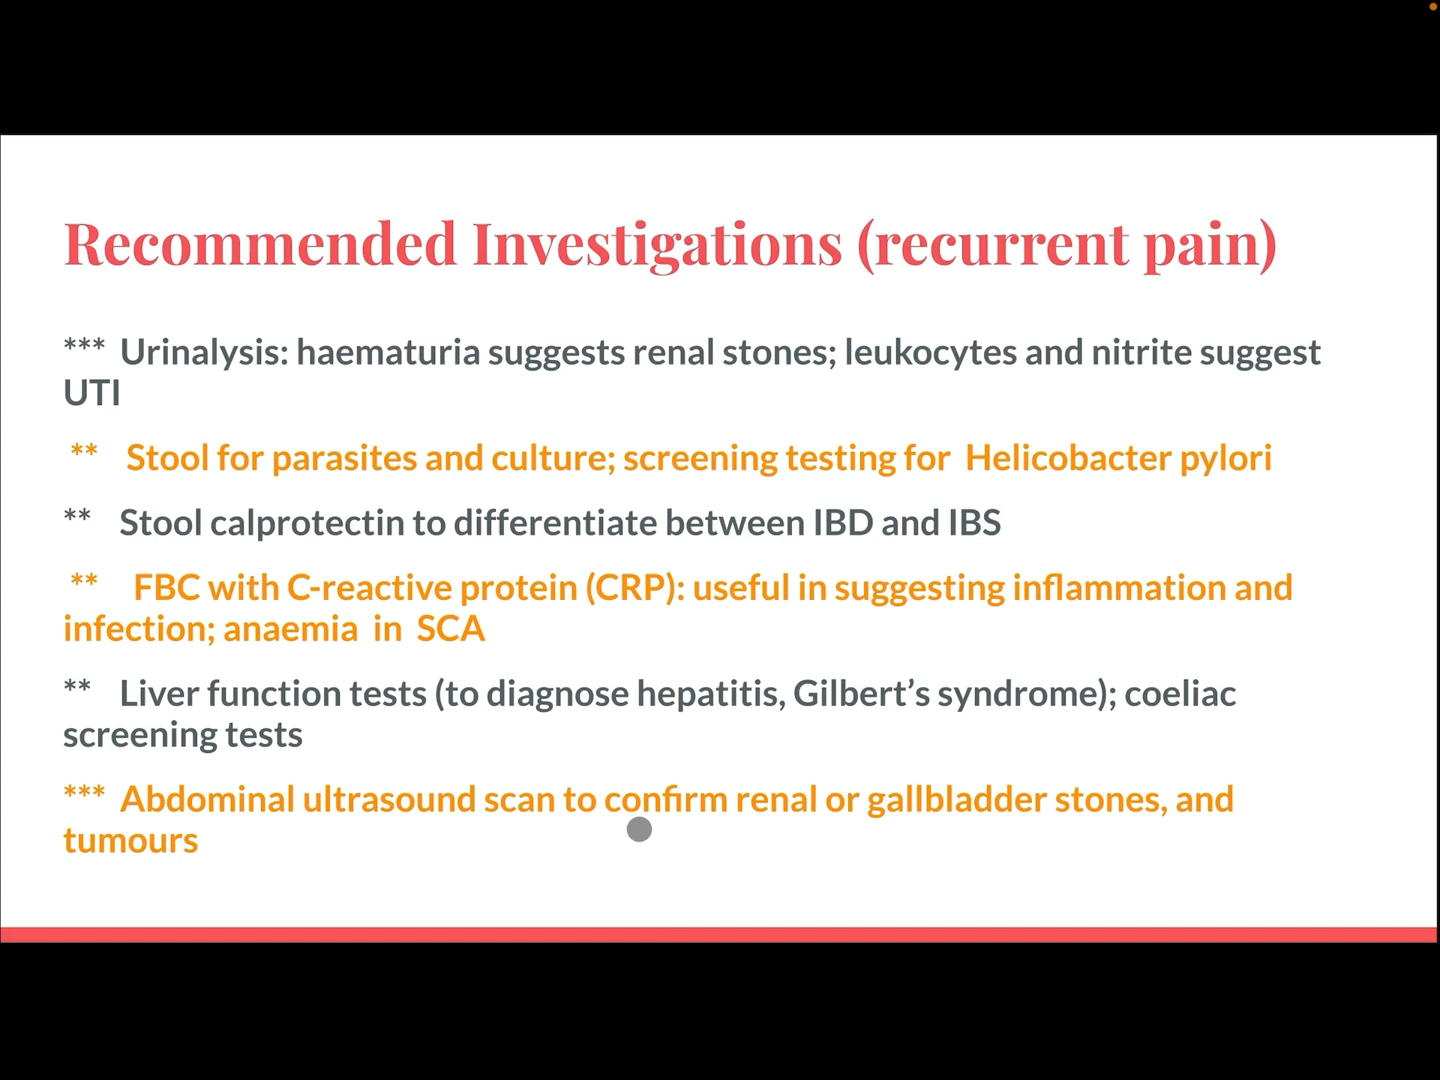 Recommended Investigations (recurrent pain)
*** Urinalysis: haematuria suggests renal stones; leukocytes and nitrite suggest
UTI
** Stool for parasites and culture; screening testing for Helicobacter pylori
** Stool calprotectin to differentiate between IBD and IBS
** FBC with C-reactive protein (CRP): useful in suggesting inflammation and
infection; anaemia in SCA
** Liver function tests (to diagnose hepatitis, Gilbert’s syndrome); coeliac
screening tests
*** Abdominal ultrasound scan to confirm renal or gallbladder stones, and
tumours